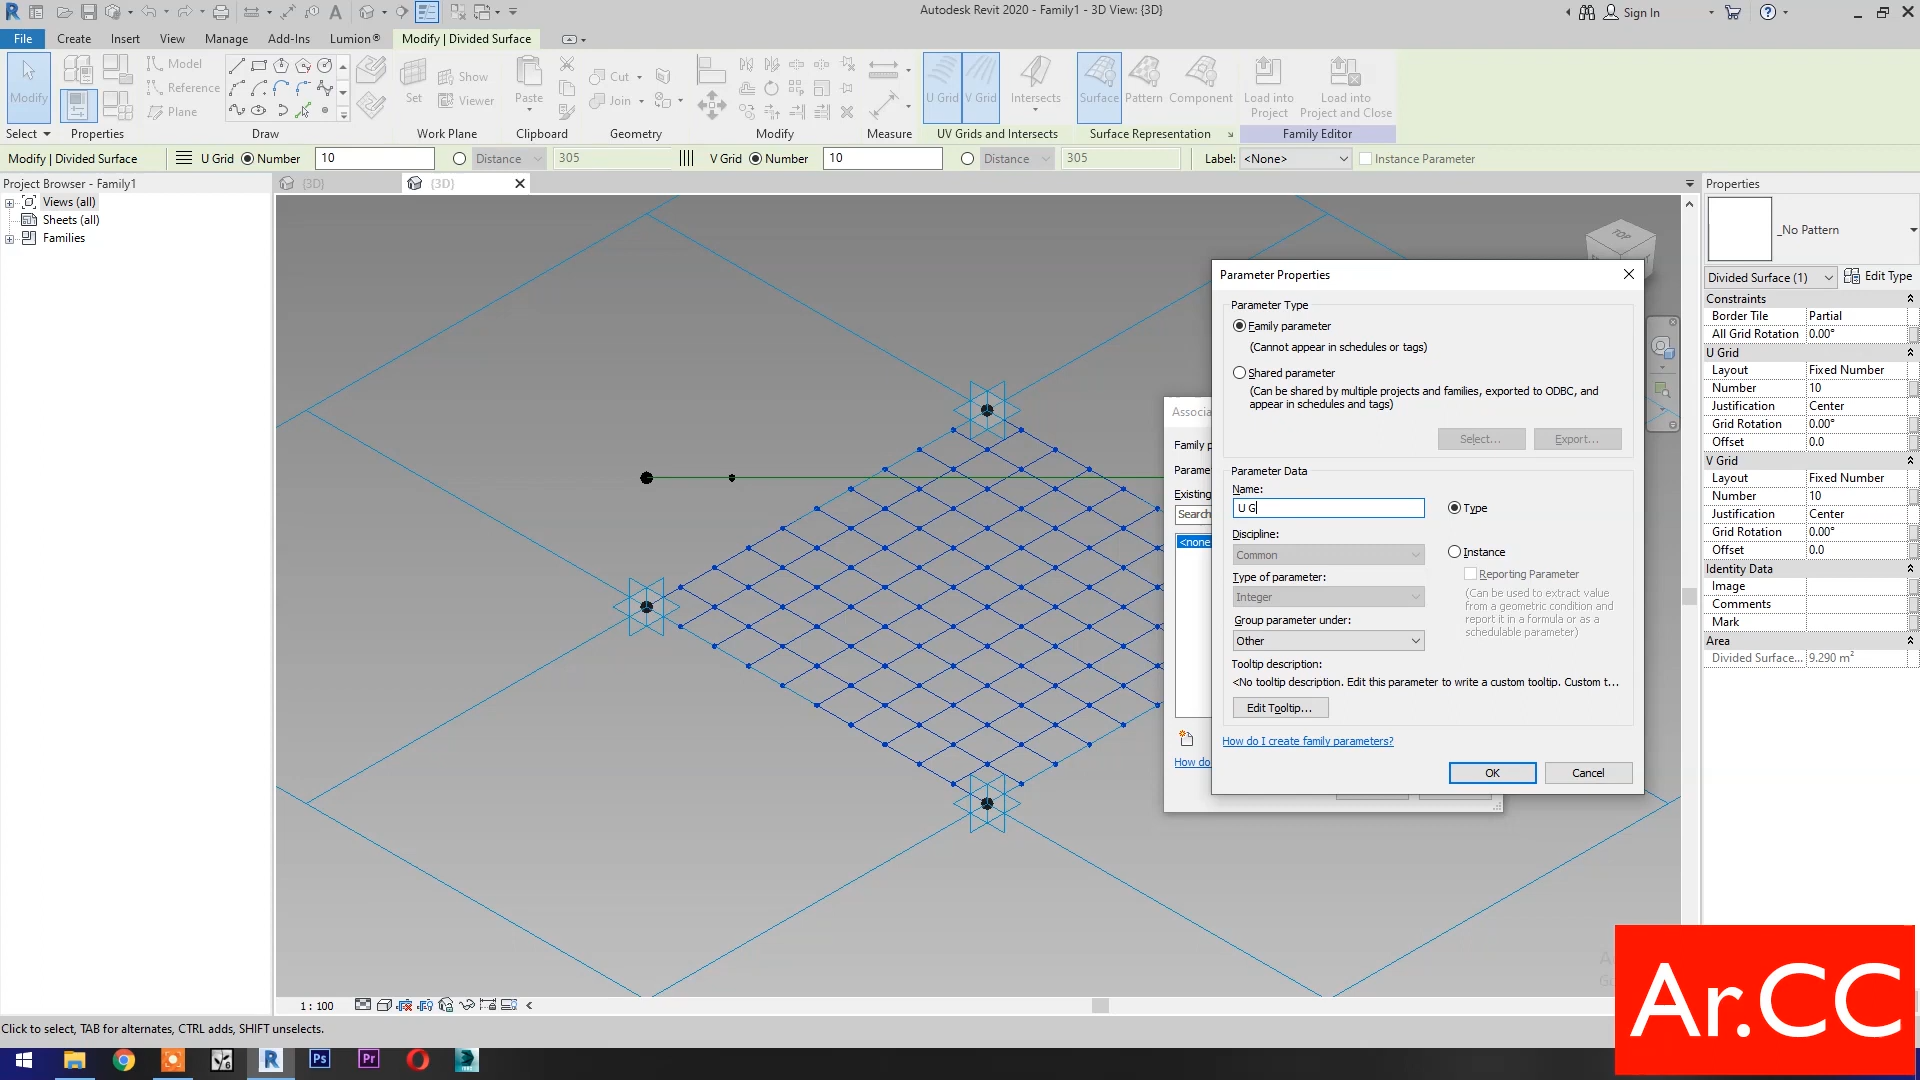 Autodesk Revit 2020 - Family1 - 3D View: {3D}
Sign In
File
Create
Insert
View
Manage
Add-Ins
Lumion®
Modify | Divided Surface
Modify
Model
Reference
Plane
Set
Show
Viewer
Paste
Cut
Join
U Grid
V Grid
Intersects
Surface
Pattern
Component
Load into
Project
Load into
Project and Close
Select
Properties
Draw
Work Plane
Clipboard
Geometry
Modify
Measure
UV Grids and Intersects
Surface Representation
Family Editor
Modify | Divided Surface
U Grid
Number
10
Distance
305
V Grid
Number
10
Distance
305
Label:
<None>
Instance Parameter
Project Browser - Family1
Views (all)
Sheets (all)
Families
{3D}
{3D}
TOP
Associa
Family p
Parame
Existing
Search
<none
How do
Parameter Properties
Parameter Type
Family parameter
(Cannot appear in schedules or tags)
Shared parameter
(Can be shared by multiple projects and families, exported to ODBC, and
appear in schedules and tags)
Select...
Export...
Parameter Data
Name:
U G
Type
Discipline:
Common
Instance
Type of parameter:
Reporting Parameter
Integer
(Can be used to extract value
from a geometric condition and
report it in a formula or as a
schedulable parameter)
Group parameter under:
Other
Tooltip description:
<No tooltip description. Edit this parameter to write a custom tooltip. Custom t...
Edit Tooltip...
How do I create family parameters?
OK
Cancel
Properties
_No Pattern
Divided Surface (1)
Edit Type
Constraints
Border Tile Partial
All Grid Rotation 0.00°
U Grid
Layout Fixed Number
Number 10
Justification Center
Grid Rotation 0.00°
Offset 0.0
V Grid
Layout Fixed Number
Number 10
Justification Center
Grid Rotation 0.00°
Offset 0.0
Identity Data
Image
Comments
Mark
Area
Divided Surface... 9.290 m²
1 : 100
Click to select, TAB for alternates, CTRL adds, SHIFT unselects.
Ar.CC